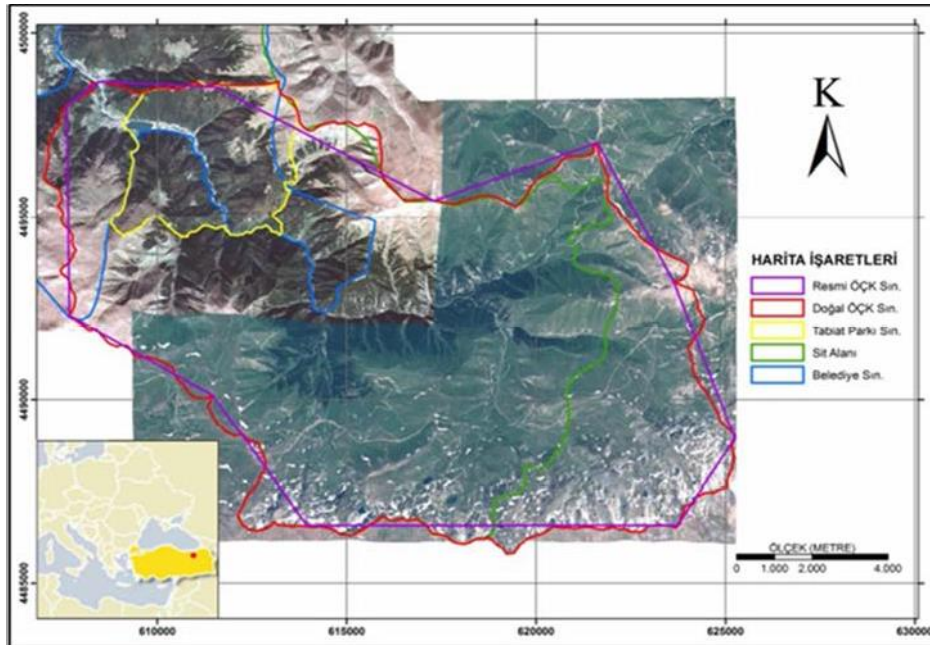 4500000
4495000
4490000
4485000
K
HARİTA İŞARETLERİ
Resmi ÖÇK Sın.
Doğal ÖÇK Sın.
Tabiat Parkı Sın.
Sit Alanı
Belediye Sın.
ÖLÇEK (METRE)
0 1.000 2.000 4.000
610000 615000 620000 625000 630000